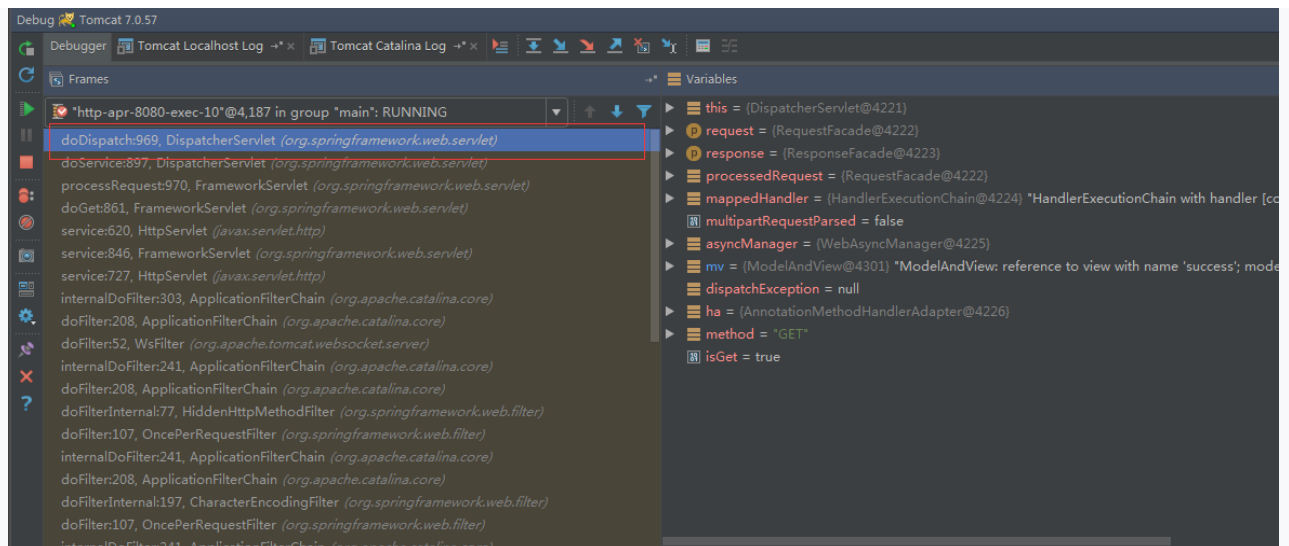 Debug Tomcat 7.0.57
Debugger Tomcat Localhost Log Tomcat Catalina Log
Frames
"http-apr-8080-exec-10"@4,187 in group "main": RUNNING
doDispatch:969, DispatcherServlet (org.springframework.web.servlet)
doService:897, DispatcherServlet (org.springframework.web.servlet)
processRequest:970, FrameworkServlet (org.springframework.web.servlet)
doGet:861, FrameworkServlet (org.springframework.web.servlet)
service:620, HttpServlet (javax.servlet.http)
service:846, FrameworkServlet (org.springframework.web.servlet)
service:727, HttpServlet (javax.servlet.http)
internalDoFilter:303, ApplicationFilterChain (org.apache.catalina.core)
doFilter:208, ApplicationFilterChain (org.apache.catalina.core)
doFilter:52, WsFilter (org.apache.tomcat.websocket.server)
internalDoFilter:241, ApplicationFilterChain (org.apache.catalina.core)
doFilter:208, ApplicationFilterChain (org.apache.catalina.core)
doFilterInternal:77, HiddenHttpMethodFilter (org.springframework.web.filter)
doFilter:107, OncePerRequestFilter (org.springframework.web.filter)
internalDoFilter:241, ApplicationFilterChain (org.apache.catalina.core)
doFilter:208, ApplicationFilterChain (org.apache.catalina.core)
doFilterInternal:197, CharacterEncodingFilter (org.springframework.web.filter)
doFilter:107, OncePerRequestFilter (org.springframework.web.filter)
internalDoFilter:241, ApplicationFilterChain (org.apache.catalina.core)
Variables
this = {DispatcherServlet@4221}
request = {RequestFacade@4222}
response = {ResponseFacade@4223}
processedRequest = {RequestFacade@4222}
mappedHandler = {HandlerExecutionChain@4224} "HandlerExecutionChain with handler [co
multipartRequestParsed = false
asyncManager = {WebAsyncManager@4225}
mv = {ModelAndView@4301} "ModelAndView: reference to view with name 'success'; mode
dispatchException = null
ha = {AnnotationMethodHandlerAdapter@4226}
method = "GET"
isGet = true